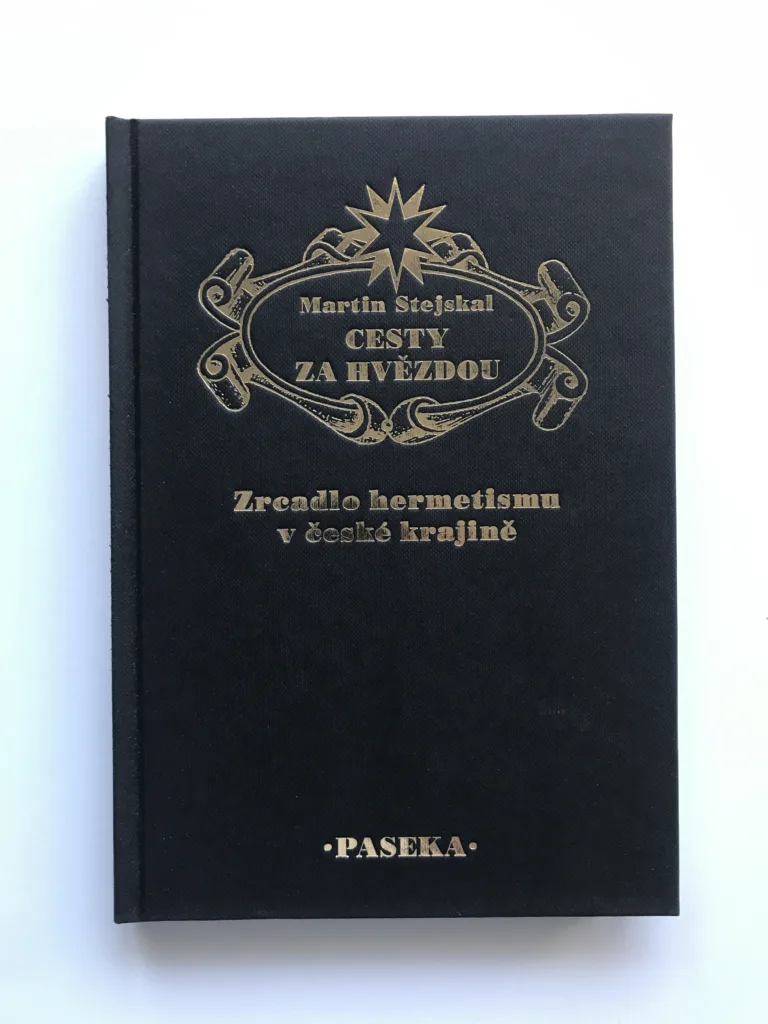 Martin Stejskal
CESTY
ZA HVĚZDOU
Zrcadlo hermetismu
v české krajině
·PASEKA·